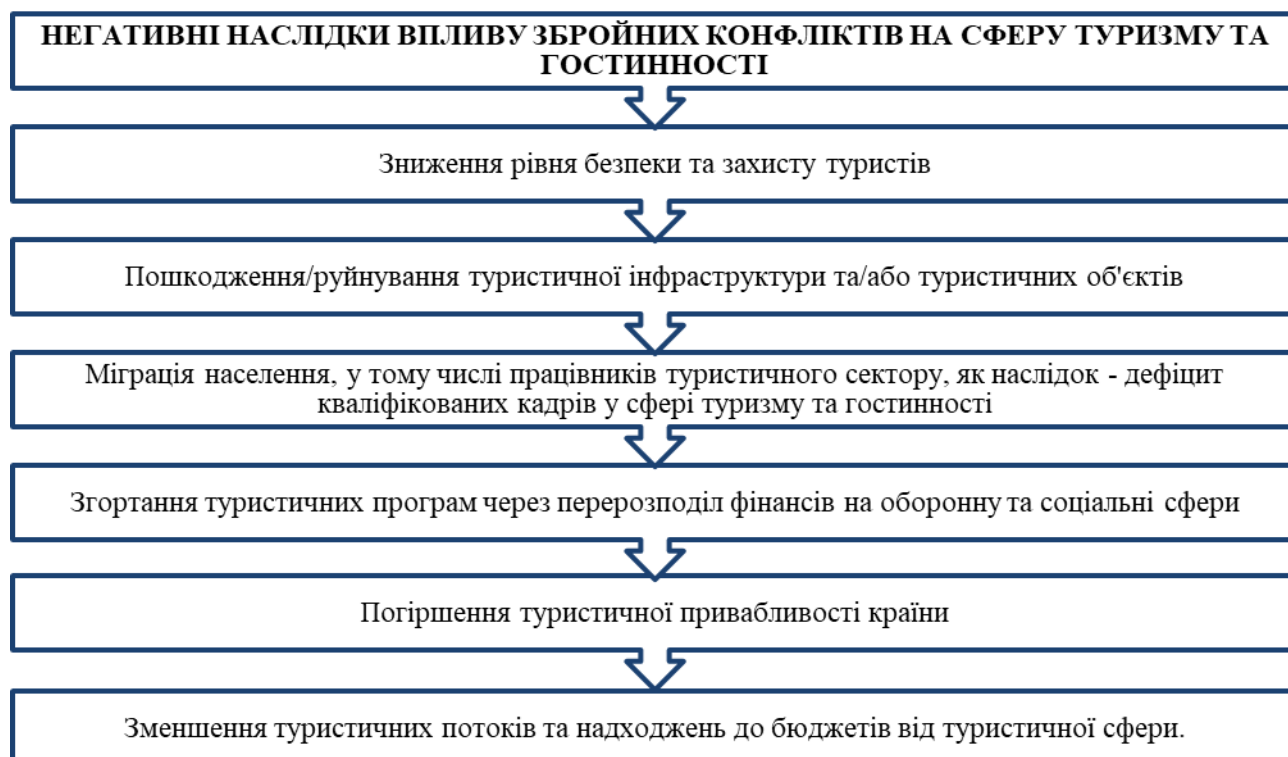 НЕГАТИВНІ НАСЛІДКИ ВПЛИВУ ЗБРОЙНИХ КОНФЛІКТІВ НА СФЕРУ ТУРИЗМУ ТА
ГОСТИННОСТІ
Зниження рівня безпеки та захисту туристів
Пошкодження/руйнування туристичної інфраструктури та/або туристичних об'єктів
Міграція населення, у тому числі працівників туристичного сектору, як наслідок - дефіцит
кваліфікованих кадрів у сфері туризму та гостинності
Згортання туристичних програм через перерозподіл фінансів на оборонну та соціальні сфери
Погіршення туристичної привабливості країни
Зменшення туристичних потоків та надходжень до бюджетів від туристичної сфери.